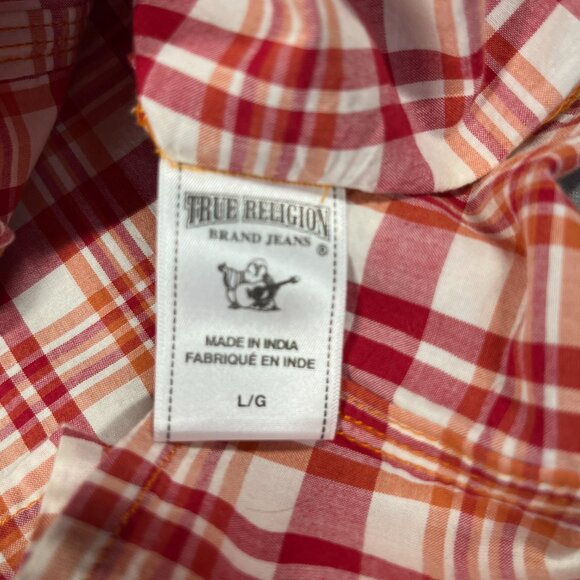 TRUE RELIGION
BRAND JEANS ®
MADE IN INDIA
FABRIQUÉ EN INDE
L/G